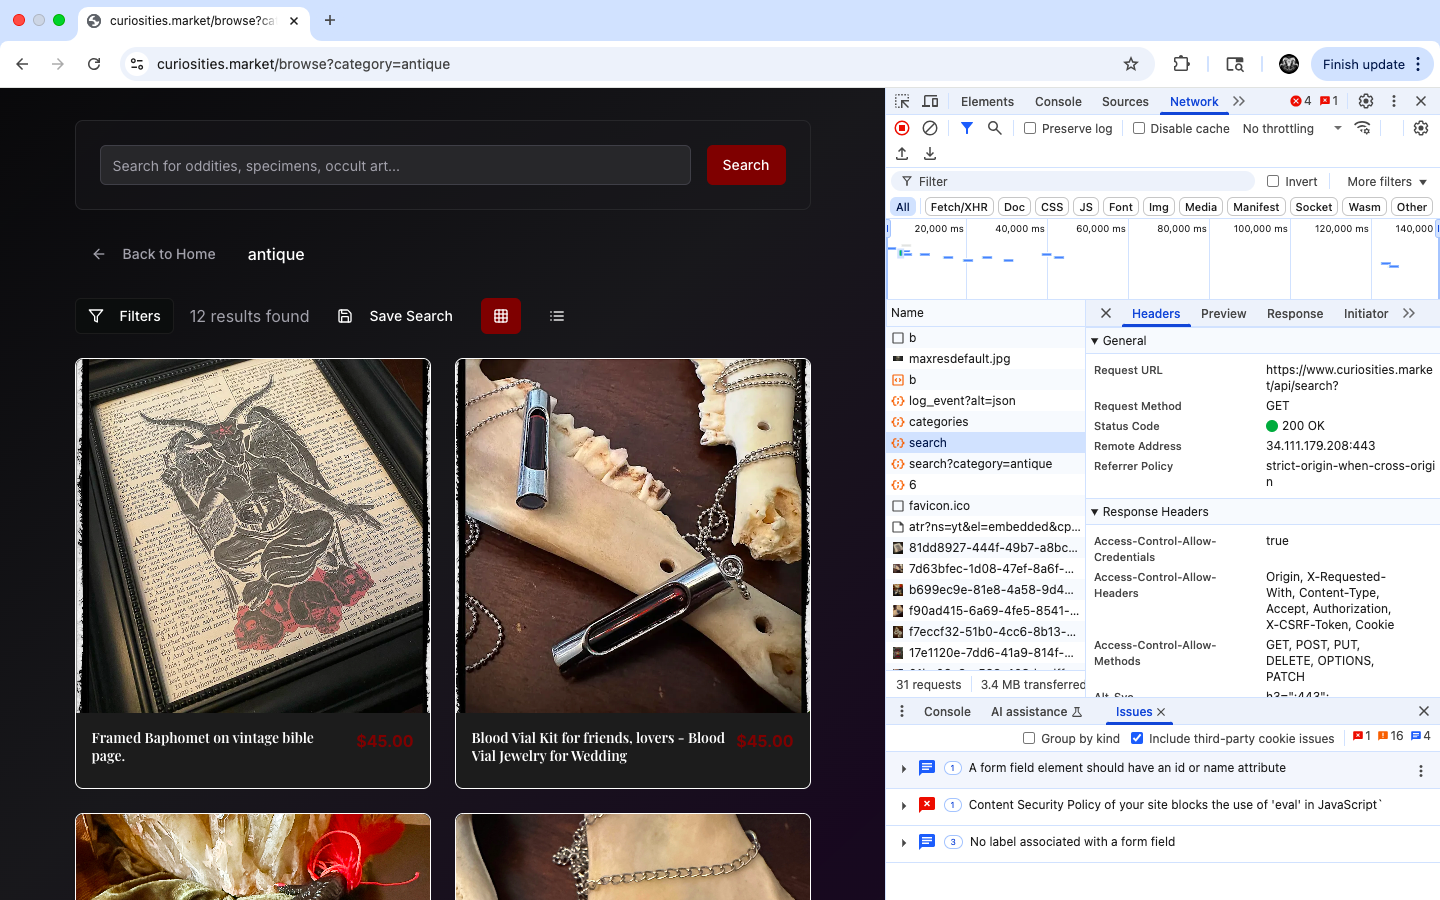 curiosities.market/browse?ca
curiosities.market/browse?category=antique
Finish update
Search for oddities, specimens, occult art...
Search
Back to Home
antique
Filters
12 results found
Save Search
Framed Baphomet on vintage bible
page.
$45.00
Blood Vial Kit for friends, lovers - Blood
Vial Jewelry for Wedding
$45.00
Elements
Console
Sources
Network
4
1
Preserve log
Disable cache
No throttling
Filter
Invert
More filters
All
Fetch/XHR
Doc
CSS
JS
Font
Img
Media
Manifest
Socket
Wasm
Other
20,000 ms
40,000 ms
60,000 ms
80,000 ms
100,000 ms
120,000 ms
140,000
Name
b
maxresdefault.jpg
b
log_event?alt=json
categories
search
search?category=antique
6
favicon.ico
atr?ns=yt&el=embedded&cp...
81dd8927-444f-49b7-a8bc...
7d63bfec-1d08-47ef-8a6f-...
b699ec9e-81e8-4a58-9d4...
f90ad415-6a69-4fe5-8541-...
f7eccf32-51b0-4cc6-8b13-...
17e1120e-7dd6-41a9-814f-...
31 requests
3.4 MB transferred
Headers
Preview
Response
Initiator
General
Request URL
https://www.curiosities.marke
t/api/search?
Request Method
GET
Status Code
200 OK
Remote Address
34.111.179.208:443
Referrer Policy
strict-origin-when-cross-origi
n
Response Headers
Access-Control-Allow-
Credentials
true
Access-Control-Allow-
Headers
Origin, X-Requested-
With, Content-Type,
Accept, Authorization,
X-CSRF-Token, Cookie
Access-Control-Allow-
Methods
GET, POST, PUT,
DELETE, OPTIONS,
PATCH
Alt-Svc
h3=":443";
Console
AI assistance
Issues
Group by kind
Include third-party cookie issues
1
16
4
1
A form field element should have an id or name attribute
1
Content Security Policy of your site blocks the use of 'eval' in JavaScript`
3
No label associated with a form field